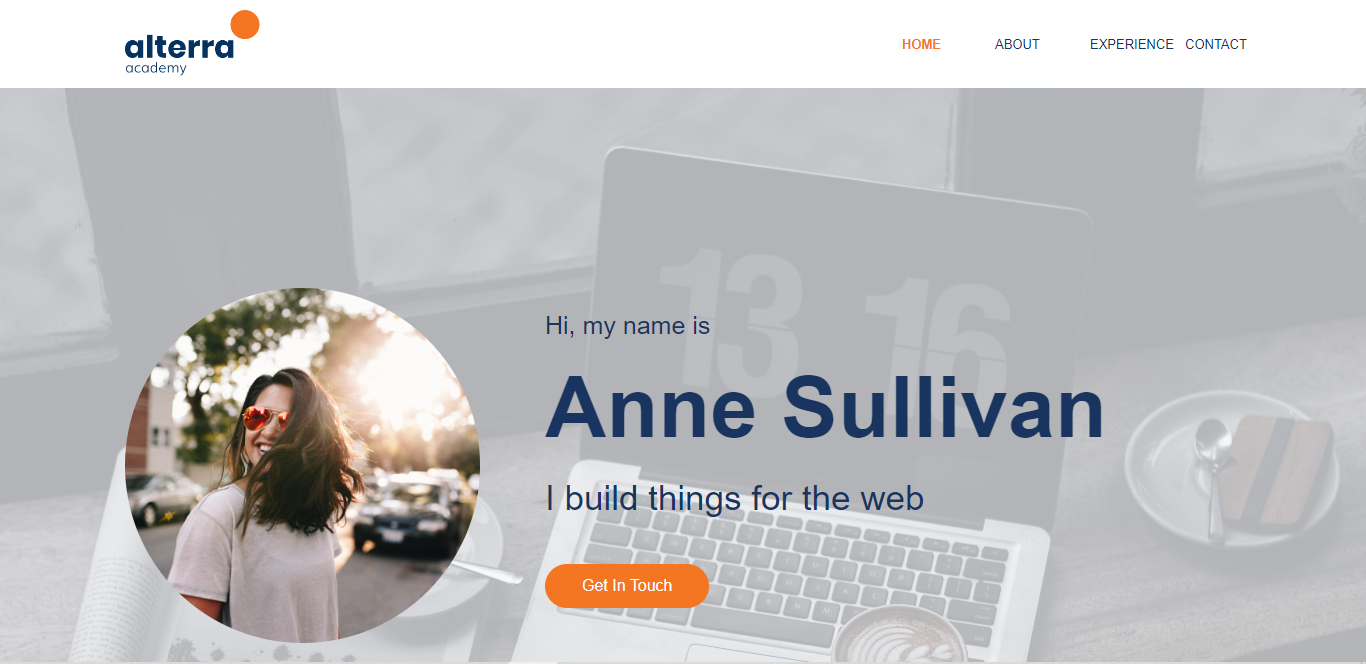 alterra
academy
HOME ABOUT EXPERIENCE CONTACT
13 16
Hi, my name is
Anne Sullivan
I build things for the web
Get In Touch